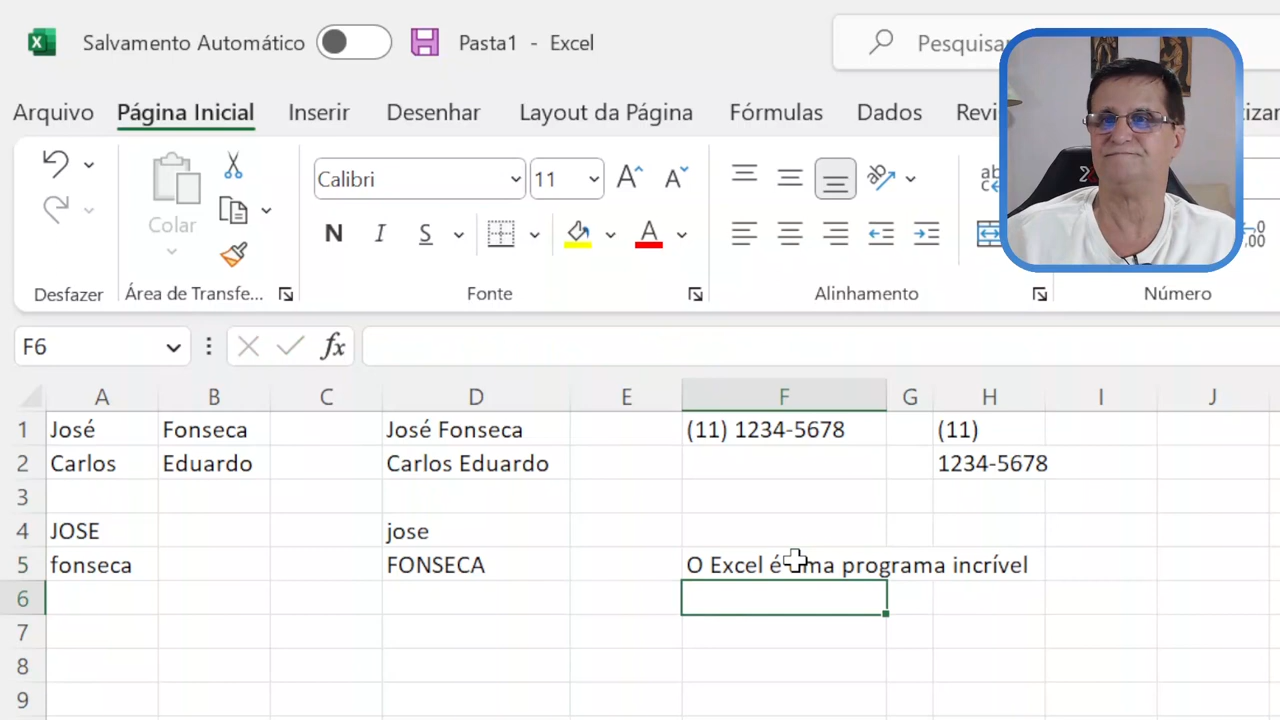 Salvamento Automático
Pasta1 - Excel
Pesquisar
Arquivo Página Inicial Inserir Desenhar Layout da Página Fórmulas Dados
Colar
Calibri 11
N I S
Desfazer Área de Transfe... Fonte Alinhamento Número
F6 fx
A B C D E F G H I J
1 José Fonseca José Fonseca (11) 1234-5678 (11)
2 Carlos Eduardo Carlos Eduardo 1234-5678
3
4 JOSE jose
5 fonseca FONSECA O Excel é uma programa incrível
6
7
8
9